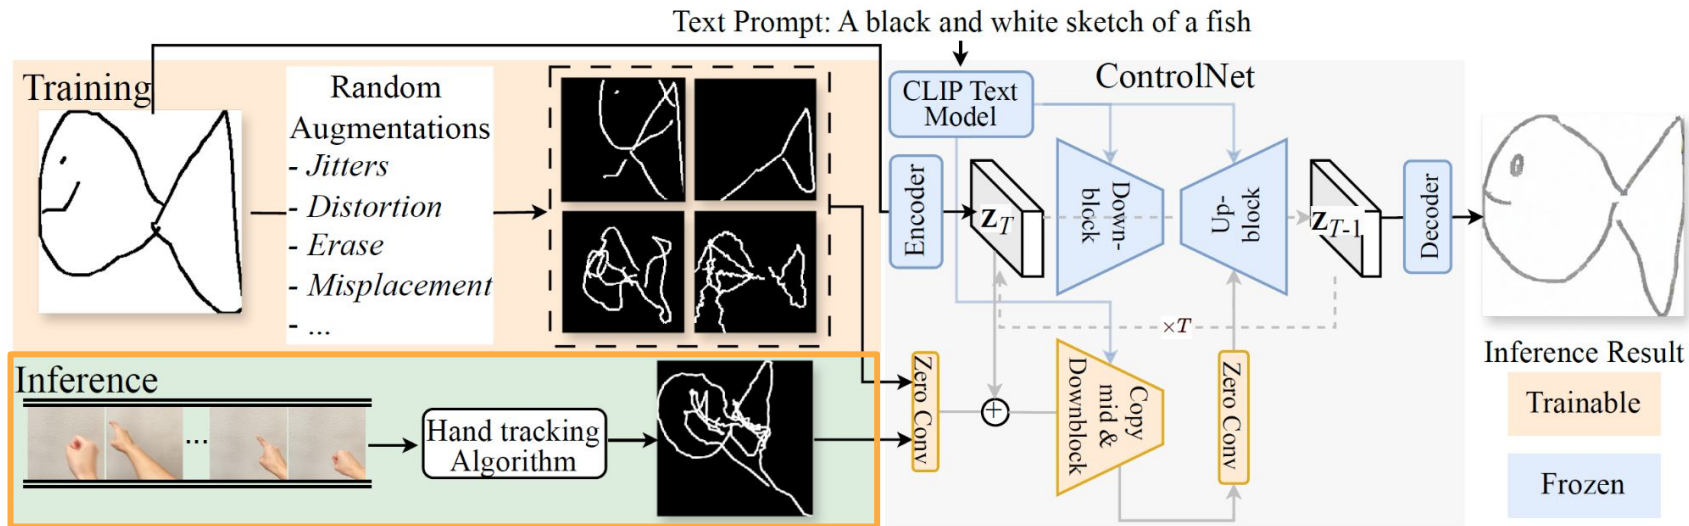 Text Prompt: A black and white sketch of a fish
Training
Random
Augmentations
- Jitters
- Distortion
- Erase
- Misplacement
- ...
Inference
...
Hand tracking
Algorithm
ControlNet
CLIP Text
Model
Encoder
z_T
Down-
block
Up-
block
z_{T-1}
Decoder
×T
Zero Conv
+
Copy
mid &
Downblock
Zero Conv
Inference Result
Trainable
Frozen